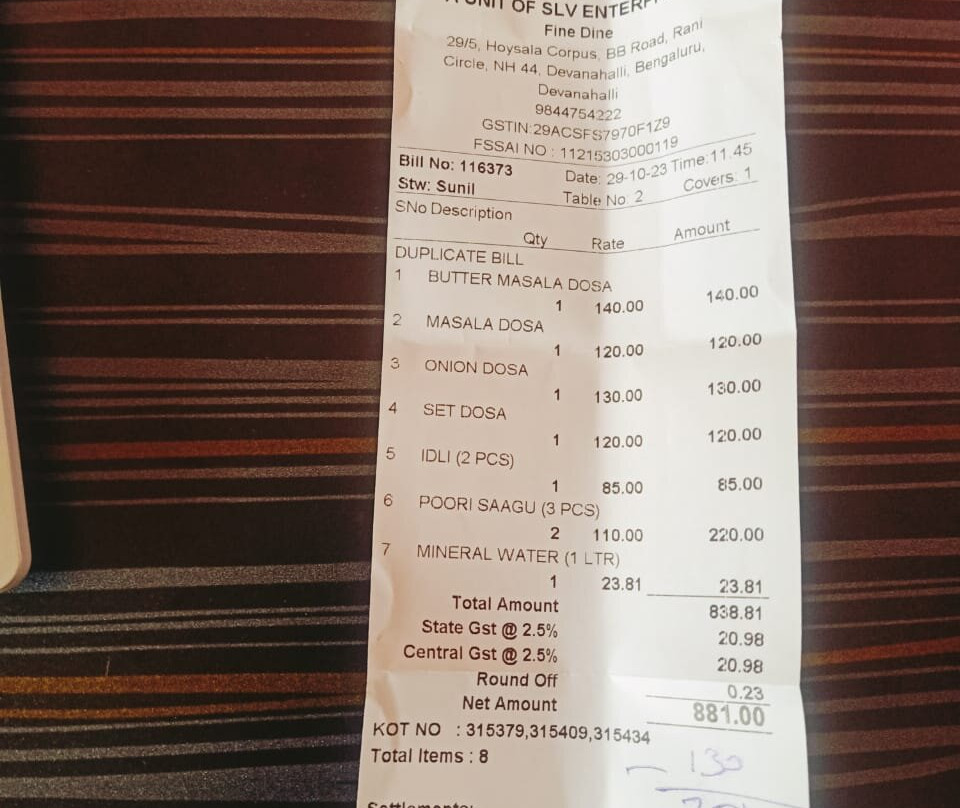 UNIT OF SLV
Fine Dine
29/5, Hoysala Corpus, BB Road, Rani
Circle, NH 44, Devanahalli, Bengaluru,
Devanahalli
9844754222
GSTIN:29ACSFS7970F1Z9
FSSAI NO : 11215303000119
Bill No: 116373 Date: 29-10-23 Time:11.45
Stw: Sunil Table No: 2 Covers: 1
SNo Description
Qty Rate Amount
DUPLICATE BILL
1 BUTTER MASALA DOSA
1 140.00 140.00
2 MASALA DOSA
1 120.00 120.00
3 ONION DOSA
1 130.00 130.00
4 SET DOSA
1 120.00 120.00
5 IDLI (2 PCS)
1 85.00 85.00
6 POORI SAAGU (3 PCS)
2 110.00 220.00
7 MINERAL WATER (1 LTR)
1 23.81 23.81
Total Amount 838.81
State Gst @ 2.5% 20.98
Central Gst @ 2.5% 20.98
Round Off 0.23
Net Amount 881.00
KOT NO : 315379,315409,315434
Total Items : 8
- 130